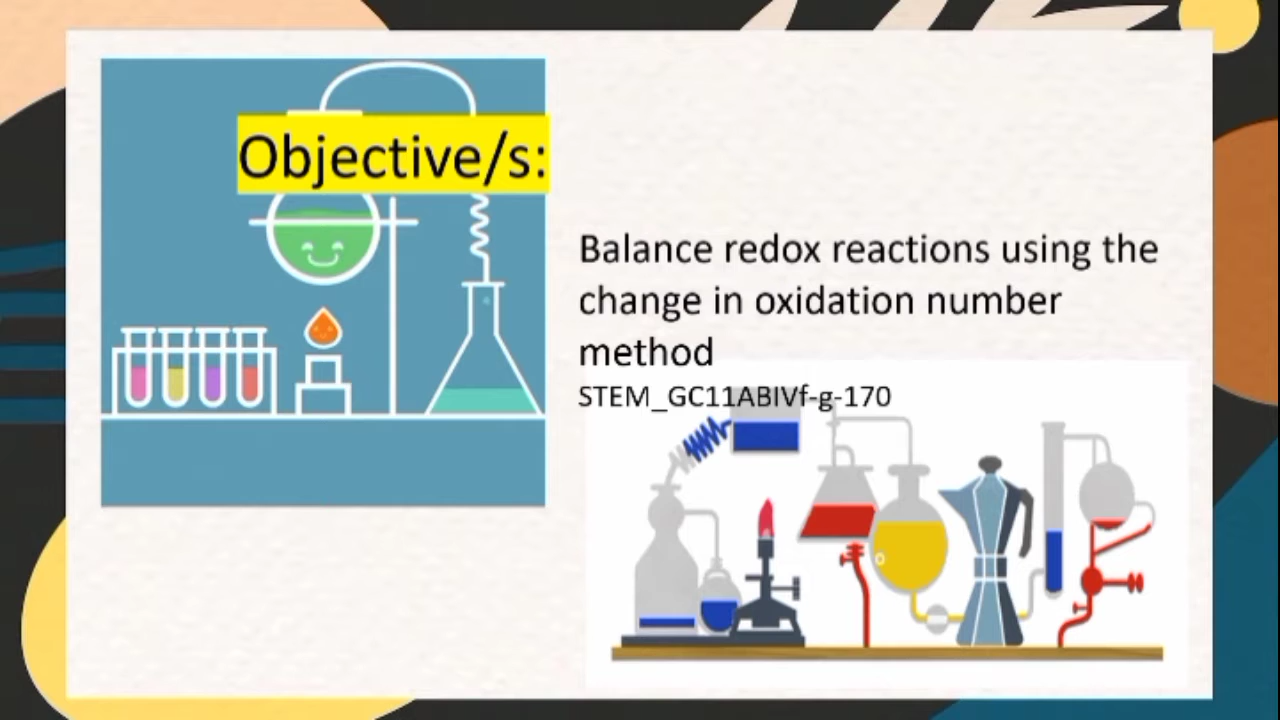 Objective/s:
Balance redox reactions using the
change in oxidation number
method
STEM_GC11ABIVf-g-170